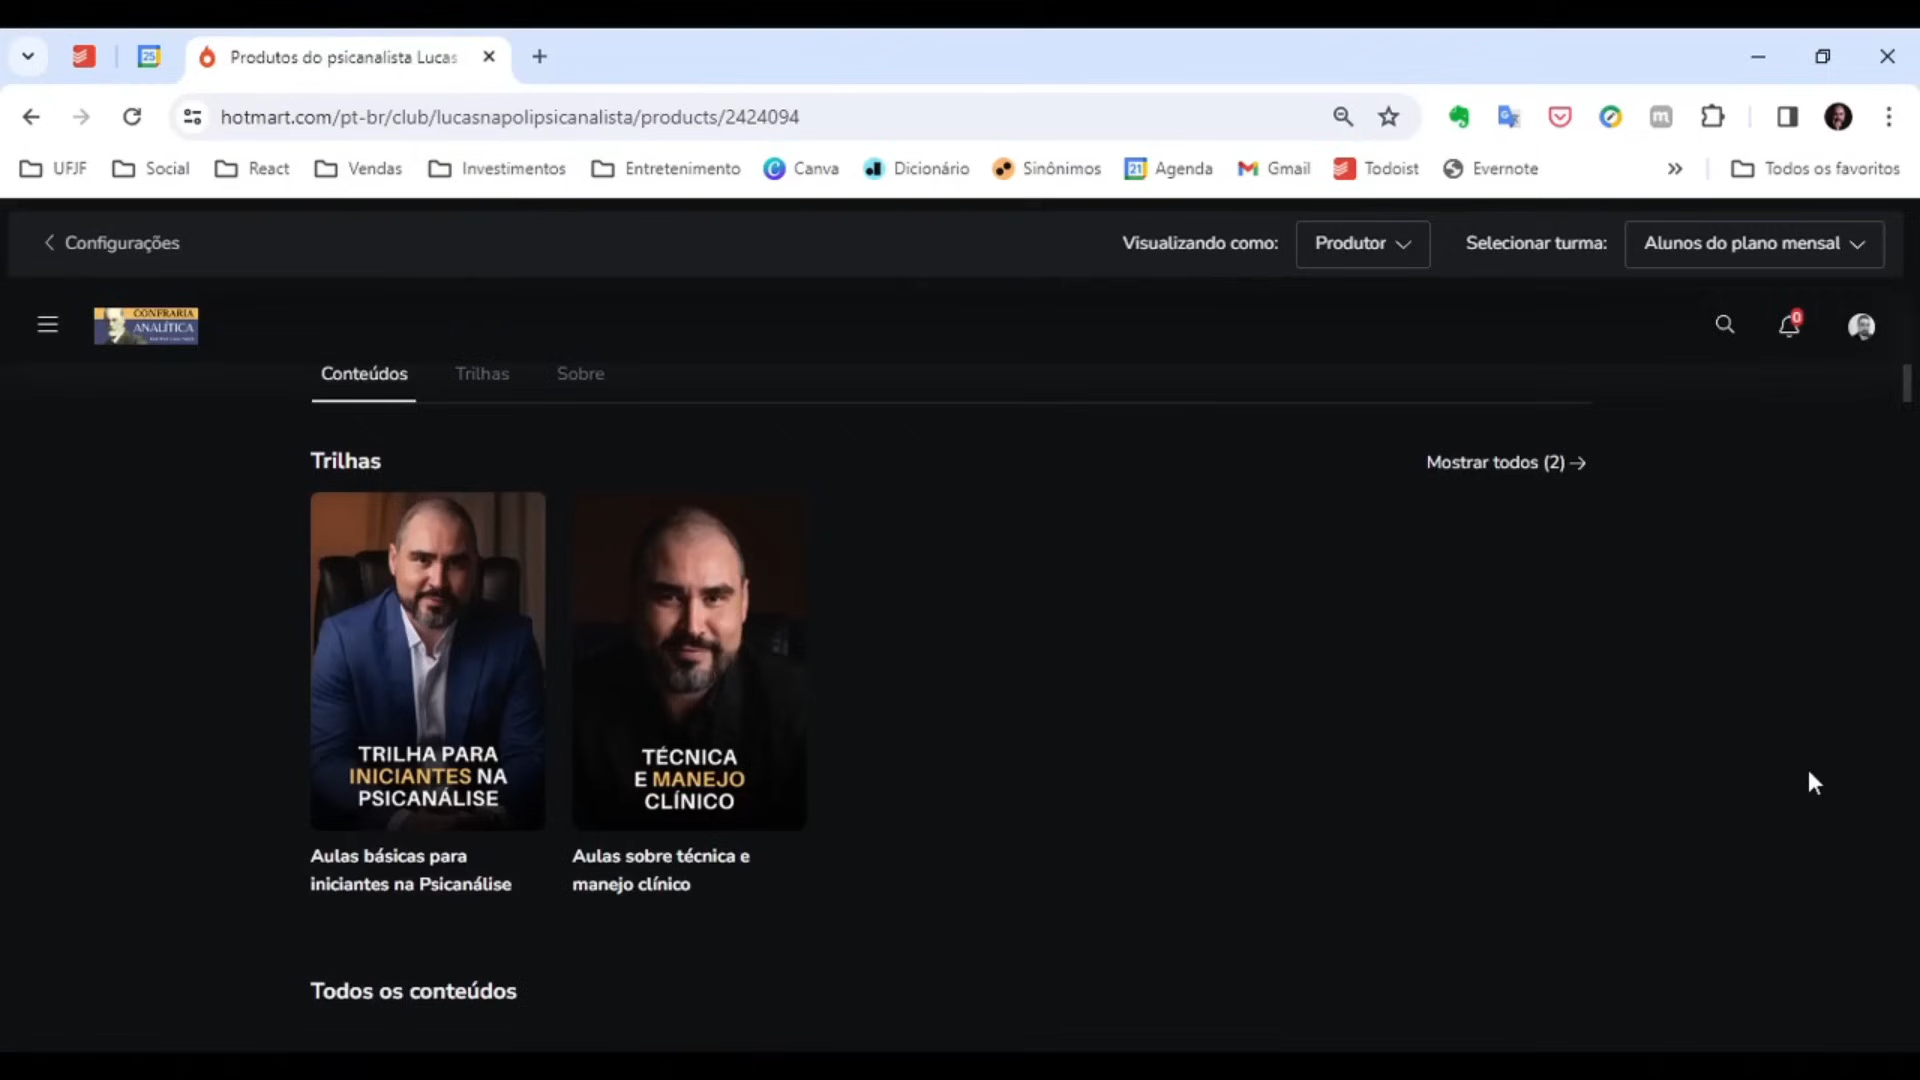 Produtos do psicanalista Lucas
hotmart.com/pt-br/club/lucasnapolipsicanalista/products/2424094
UFJF Social React Vendas Investimentos Entretenimento Canva Dicionário Sinônimos 21 Agenda Gmail Todoist Evernote Todos os favoritos
Configurações
Visualizando como: Produtor Selecionar turma: Alunos do plano mensal
CONFRARIA
ANALÍTICA
0
Conteúdos Trilhas Sobre
Trilhas
Mostrar todos (2)
TRILHA PARA
INICIANTES NA
PSICANÁLISE
TÉCNICA
E MANEJO
CLÍNICO
Aulas básicas para
iniciantes na Psicanálise
Aulas sobre técnica e
manejo clínico
Todos os conteúdos